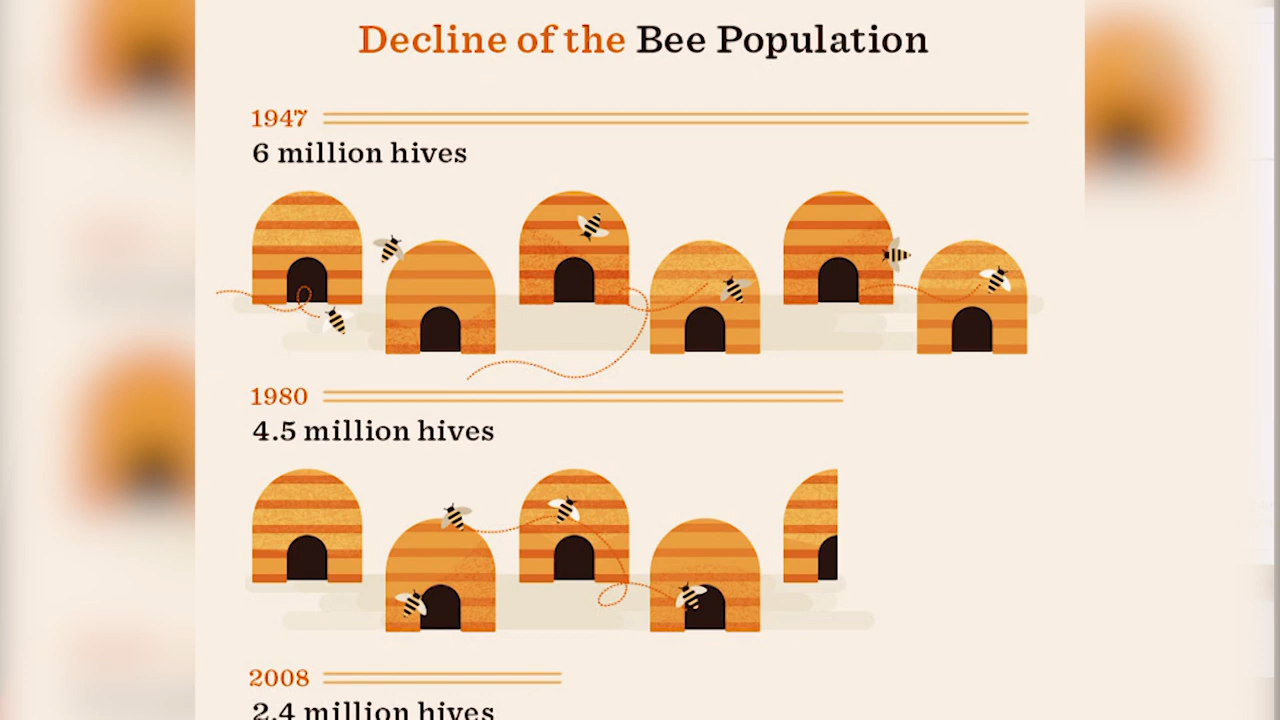 Decline of the Bee Population
1947
6 million hives
1980
4.5 million hives
2008
2.4 million hives